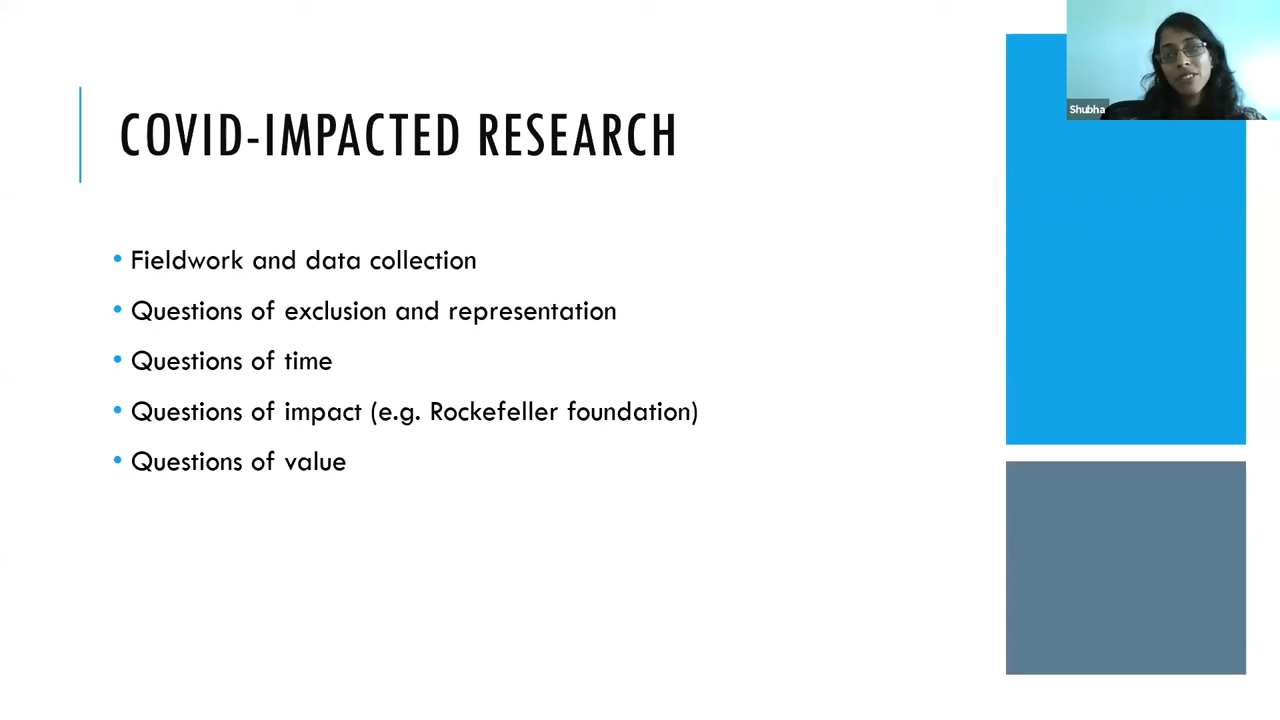 Shubha
COVID-IMPACTED RESEARCH
• Fieldwork and data collection
• Questions of exclusion and representation
• Questions of time
• Questions of impact (e.g. Rockefeller foundation)
• Questions of value